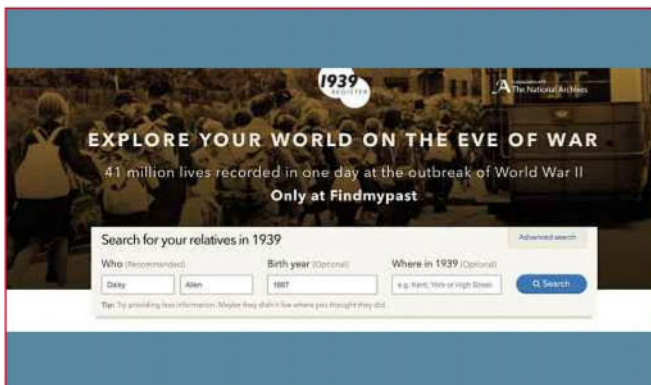 1939
REGISTER
In association with
The National Archives
EXPLORE YOUR WORLD ON THE EVE OF WAR
41 million lives recorded in one day at the outbreak of World War II
Only at Findmypast
Search for your relatives in 1939
Advanced search
Who (Recommended) Birth year (Optional) Where in 1939 (Optional)
Daisy Allen 1887 e.g. Kent, York or High Street Search
Tip: Try providing less information. Maybe they didn't live where you thought they did.